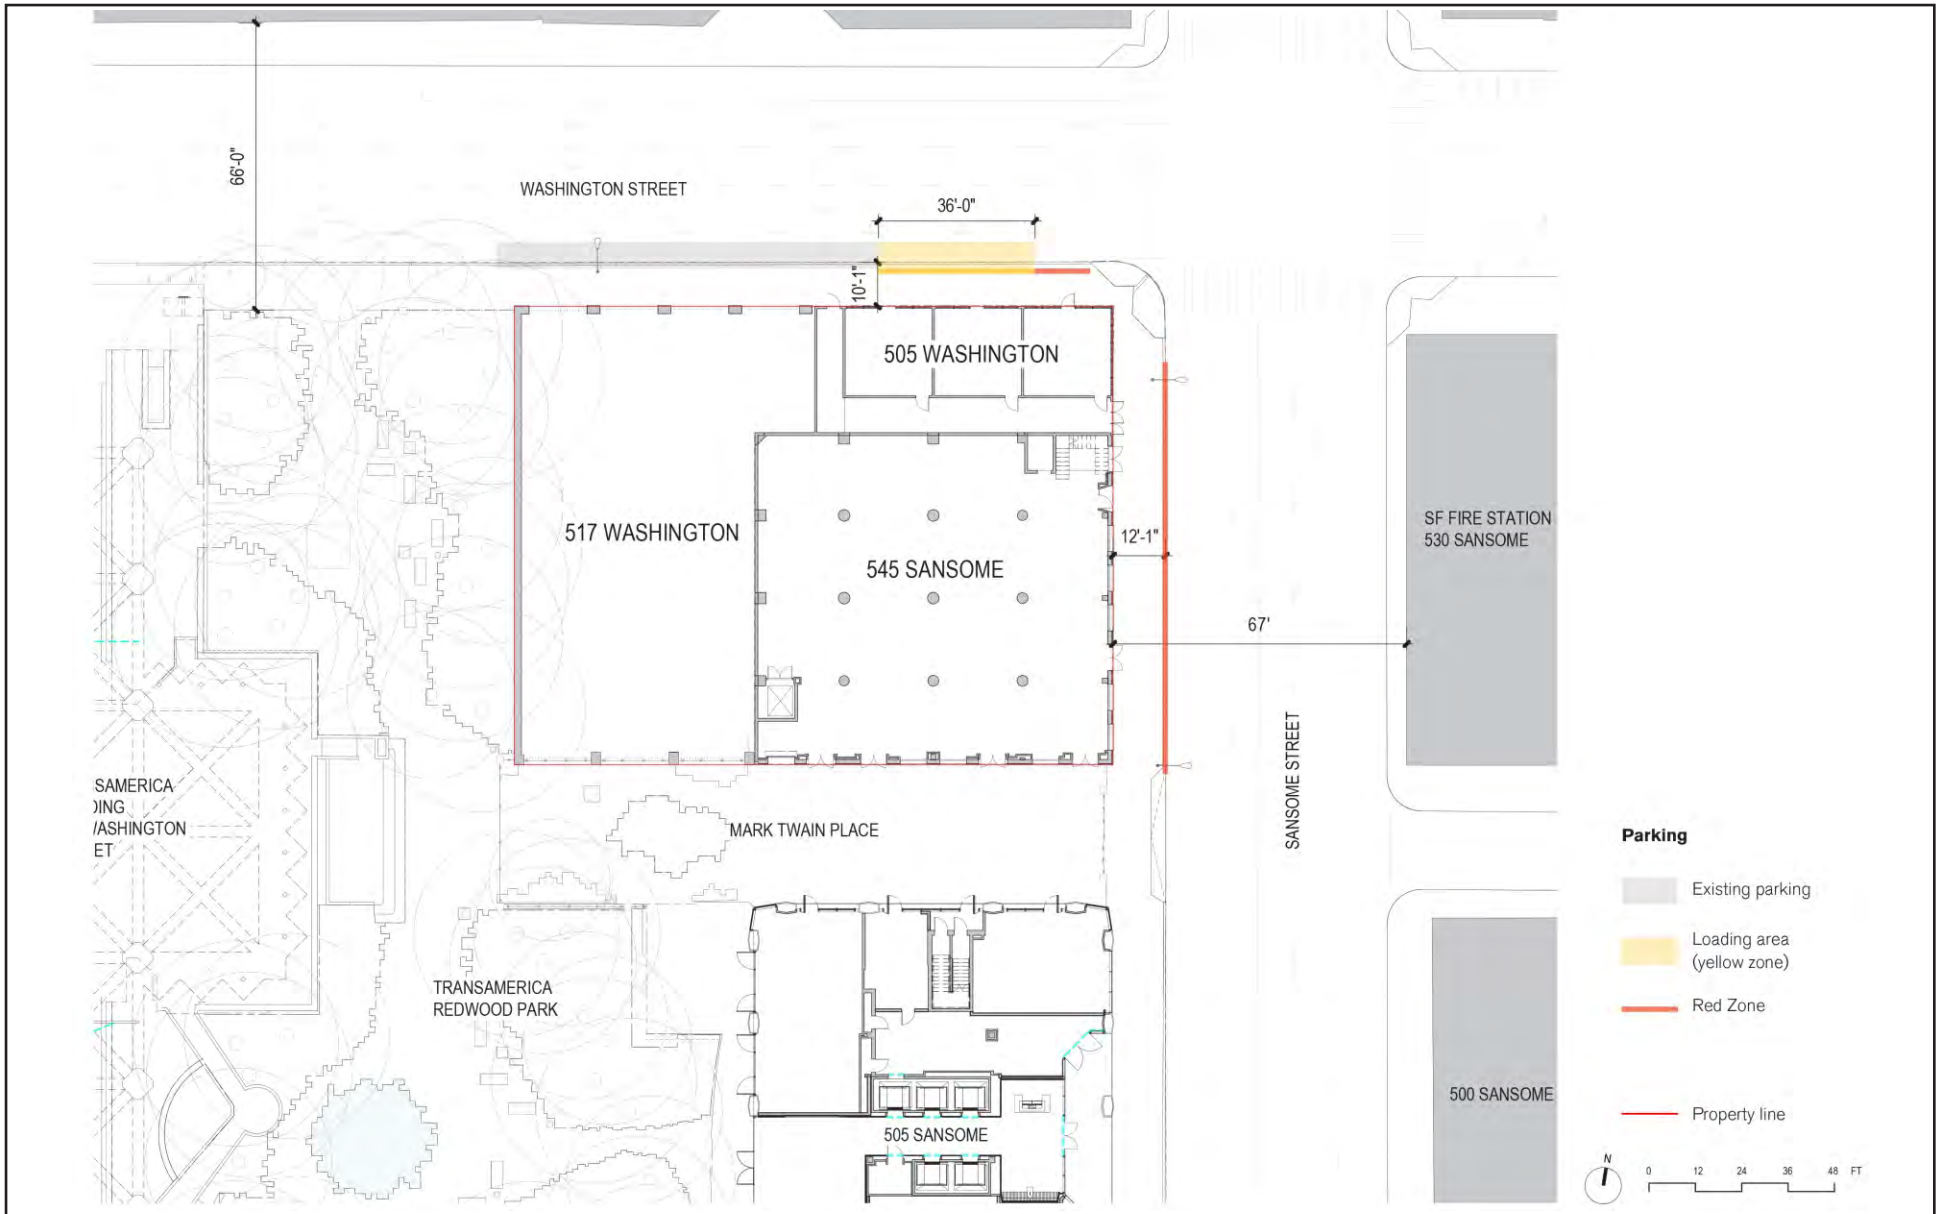 66'-0"
WASHINGTON STREET
36'-0"
10'-1"
505 WASHINGTON
517 WASHINGTON
545 SANSOME
12'-1"
SF FIRE STATION
530 SANSOME
67'
SANSOME STREET
SAMERICA
DING
WASHINGTON
ET
MARK TWAIN PLACE
TRANSAMERICA
REDWOOD PARK
505 SANSOME
500 SANSOME
Parking
Existing parking
Loading area
(yellow zone)
Red Zone
Property line
N
0 12 24 36 48 FT